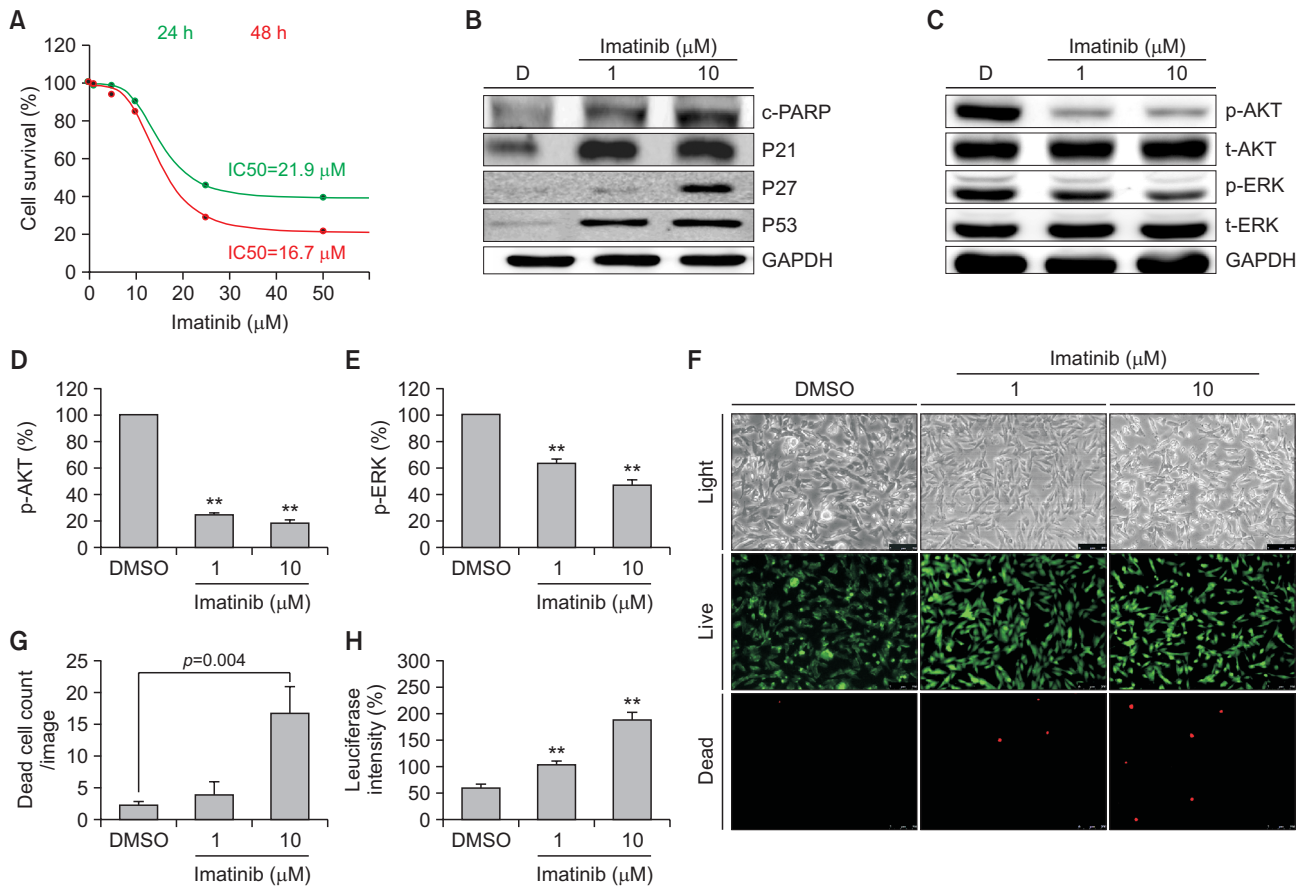 A
24 h 48 h
Cell survival (%)
120
100
80
60
40
20
0
IC50=21.9 μM
IC50=16.7 μM
0 10 20 30 40 50
Imatinib (μM)
B
Imatinib (μM)
D 1 10
c-PARP
P21
P27
P53
GAPDH
C
Imatinib (μM)
D 1 10
p-AKT
t-AKT
p-ERK
t-ERK
GAPDH
D
p-AKT (%)
120
100
80
60
40
20
0
**
**
DMSO 1 10
Imatinib (μM)
E
p-ERK (%)
120
100
80
60
40
20
0
**
**
DMSO 1 10
Imatinib (μM)
F
Imatinib (μM)
DMSO 1 10
Light
Live
Dead
G
Dead cell count
/image
25
20
15
10
5
0
p=0.004
DMSO 1 10
Imatinib (μM)
H
Leuciferase
intensity (%)
300
250
200
150
100
50
0
**
**
DMSO 1 10
Imatinib (μM)